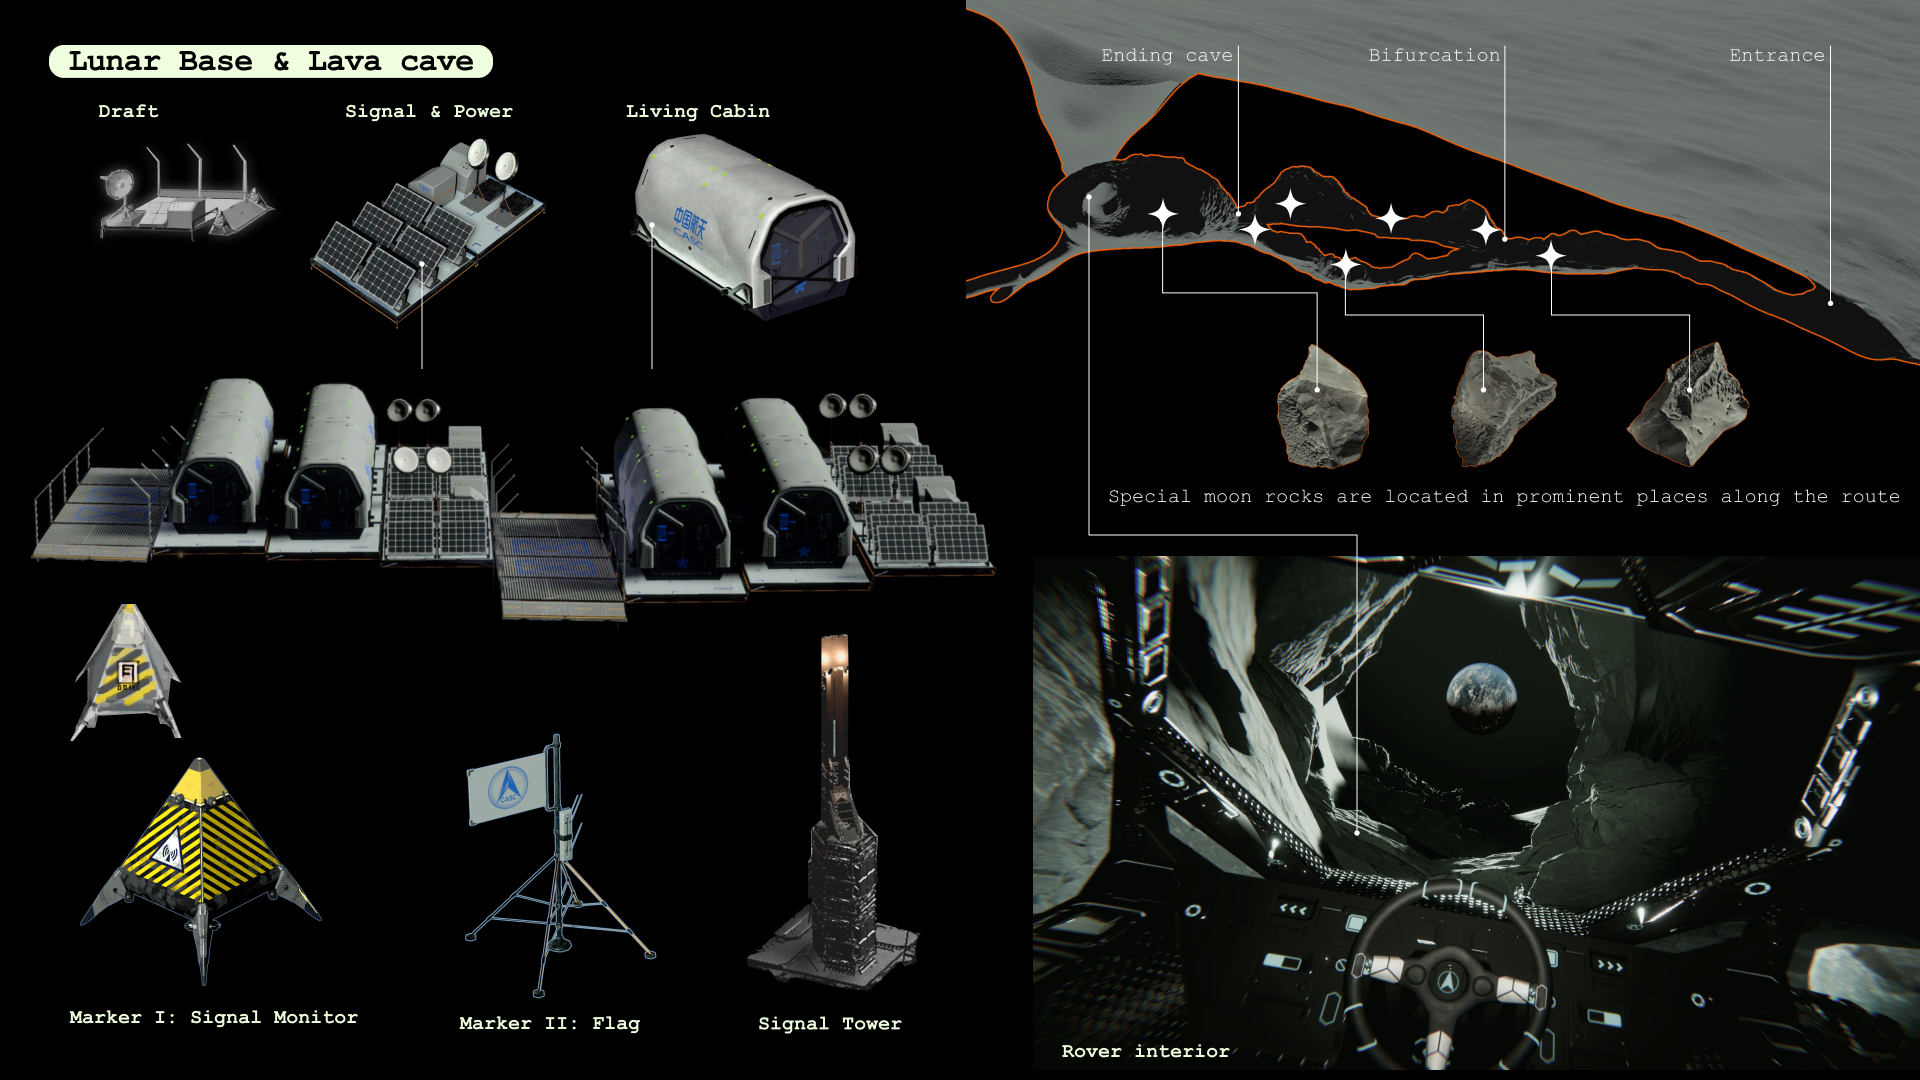 Lunar Base & Lava cave
Draft
Signal & Power
Living Cabin
中国航天
CASC
Ending cave
Bifurcation
Entrance
Special moon rocks are located in prominent places along the route
CASC
Marker I: Signal Monitor
Marker II: Flag
Signal Tower
Rover interior